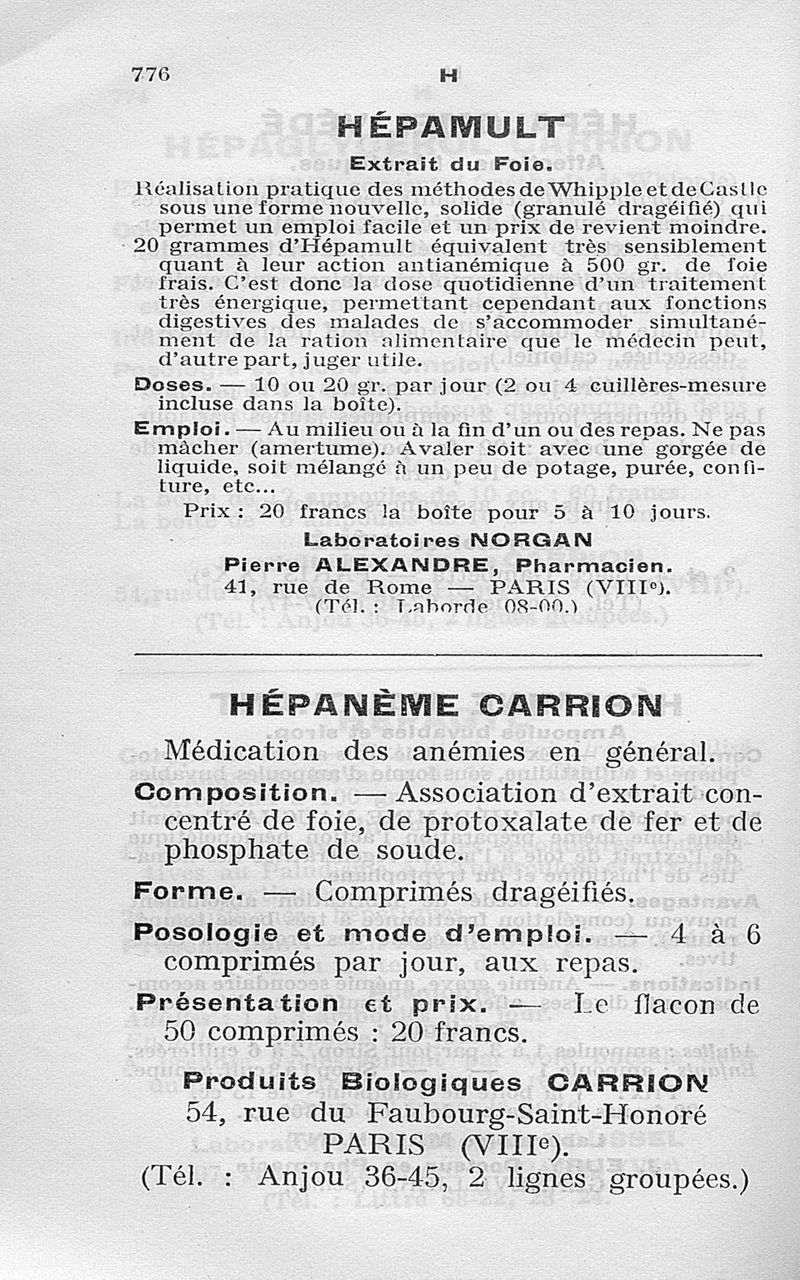 776 H
HÉPAMULT
Extrait du Foie.
Réalisation pratique des méthodes de Whipple et de Castle
sous une forme nouvelle, solide (granulé dragéifié) qui
permet un emploi facile et un prix de revient moindre.
20 grammes d'Hépamult équivalent très sensiblement
quant à leur action antianémique à 500 gr. de foie
frais. C'est donc la dose quotidienne d'un traitement
très énergique, permettant cependant aux fonctions
digestives des malades de s'accommoder simultané-
ment de la ration alimentaire que le médecin peut,
d'autre part, juger utile.
Doses. — 10 ou 20 gr. par jour (2 ou 4 cuillères-mesure
incluse dans la boîte).
Emploi. — Au milieu ou à la fin d'un ou des repas. Ne pas
mâcher (amertume). Avaler soit avec une gorgée de
liquide, soit mélangé à un peu de potage, purée, confi-
ture, etc...
Prix : 20 francs la boîte pour 5 à 10 jours.
Laboratoires NORGAN
Pierre ALEXANDRE, Pharmacien.
41, rue de Rome — PARIS (VIIIe).
(Tél. : Laborde 08-00.)
HÉPANÈME CARRION
Médication des anémies en général.
Composition. — Association d'extrait con-
centré de foie, de protoxalate de fer et de
phosphate de soude.
Forme. — Comprimés dragéifiés.
Posologie et mode d'emploi. — 4 à 6
comprimés par jour, aux repas.
Présentation et prix. — Le flacon de
50 comprimés : 20 francs.
Produits Biologiques CARRION
54, rue du Faubourg-Saint-Honoré
PARIS (VIIIe).
(Tél. : Anjou 36-45, 2 lignes groupées.)